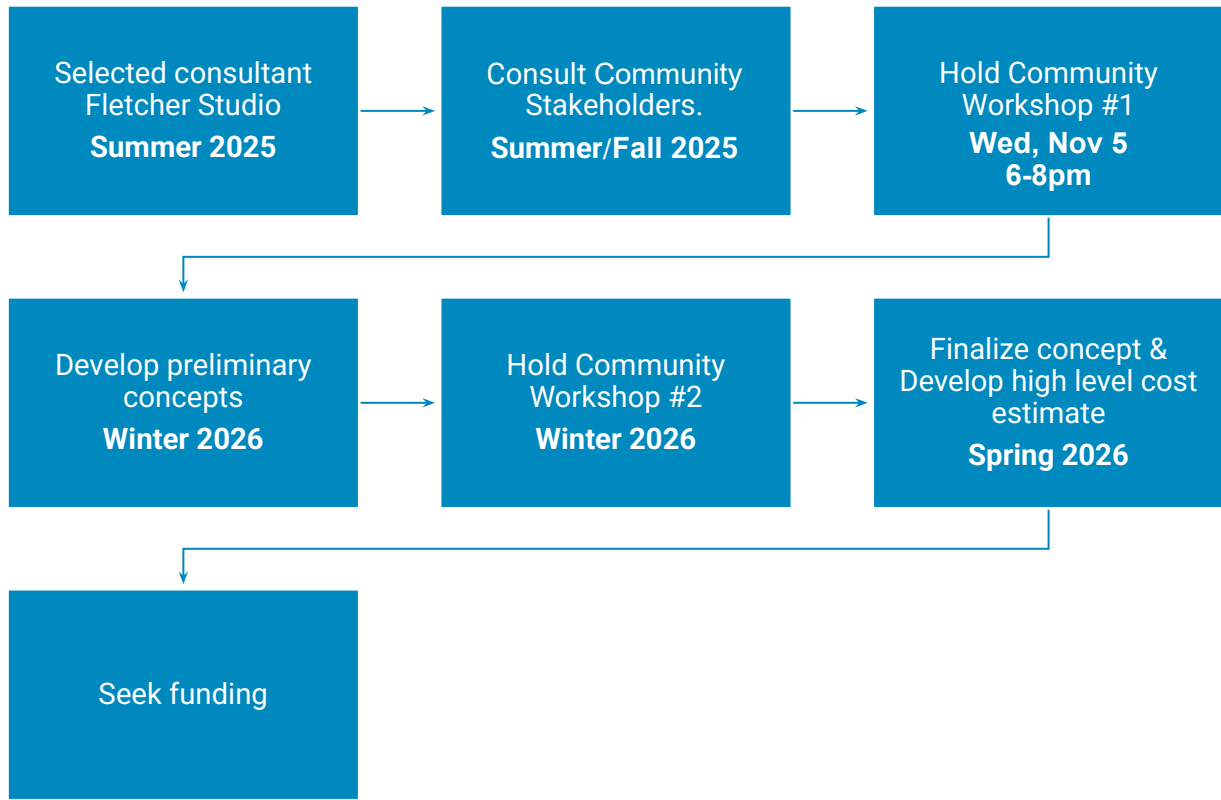 Selected consultant
Fletcher Studio
Summer 2025
Consult Community
Stakeholders.
Summer/Fall 2025
Hold Community
Workshop #1
Wed, Nov 5
6-8pm
Develop preliminary
concepts
Winter 2026
Hold Community
Workshop #2
Winter 2026
Finalize concept &
Develop high level cost
estimate
Spring 2026
Seek funding